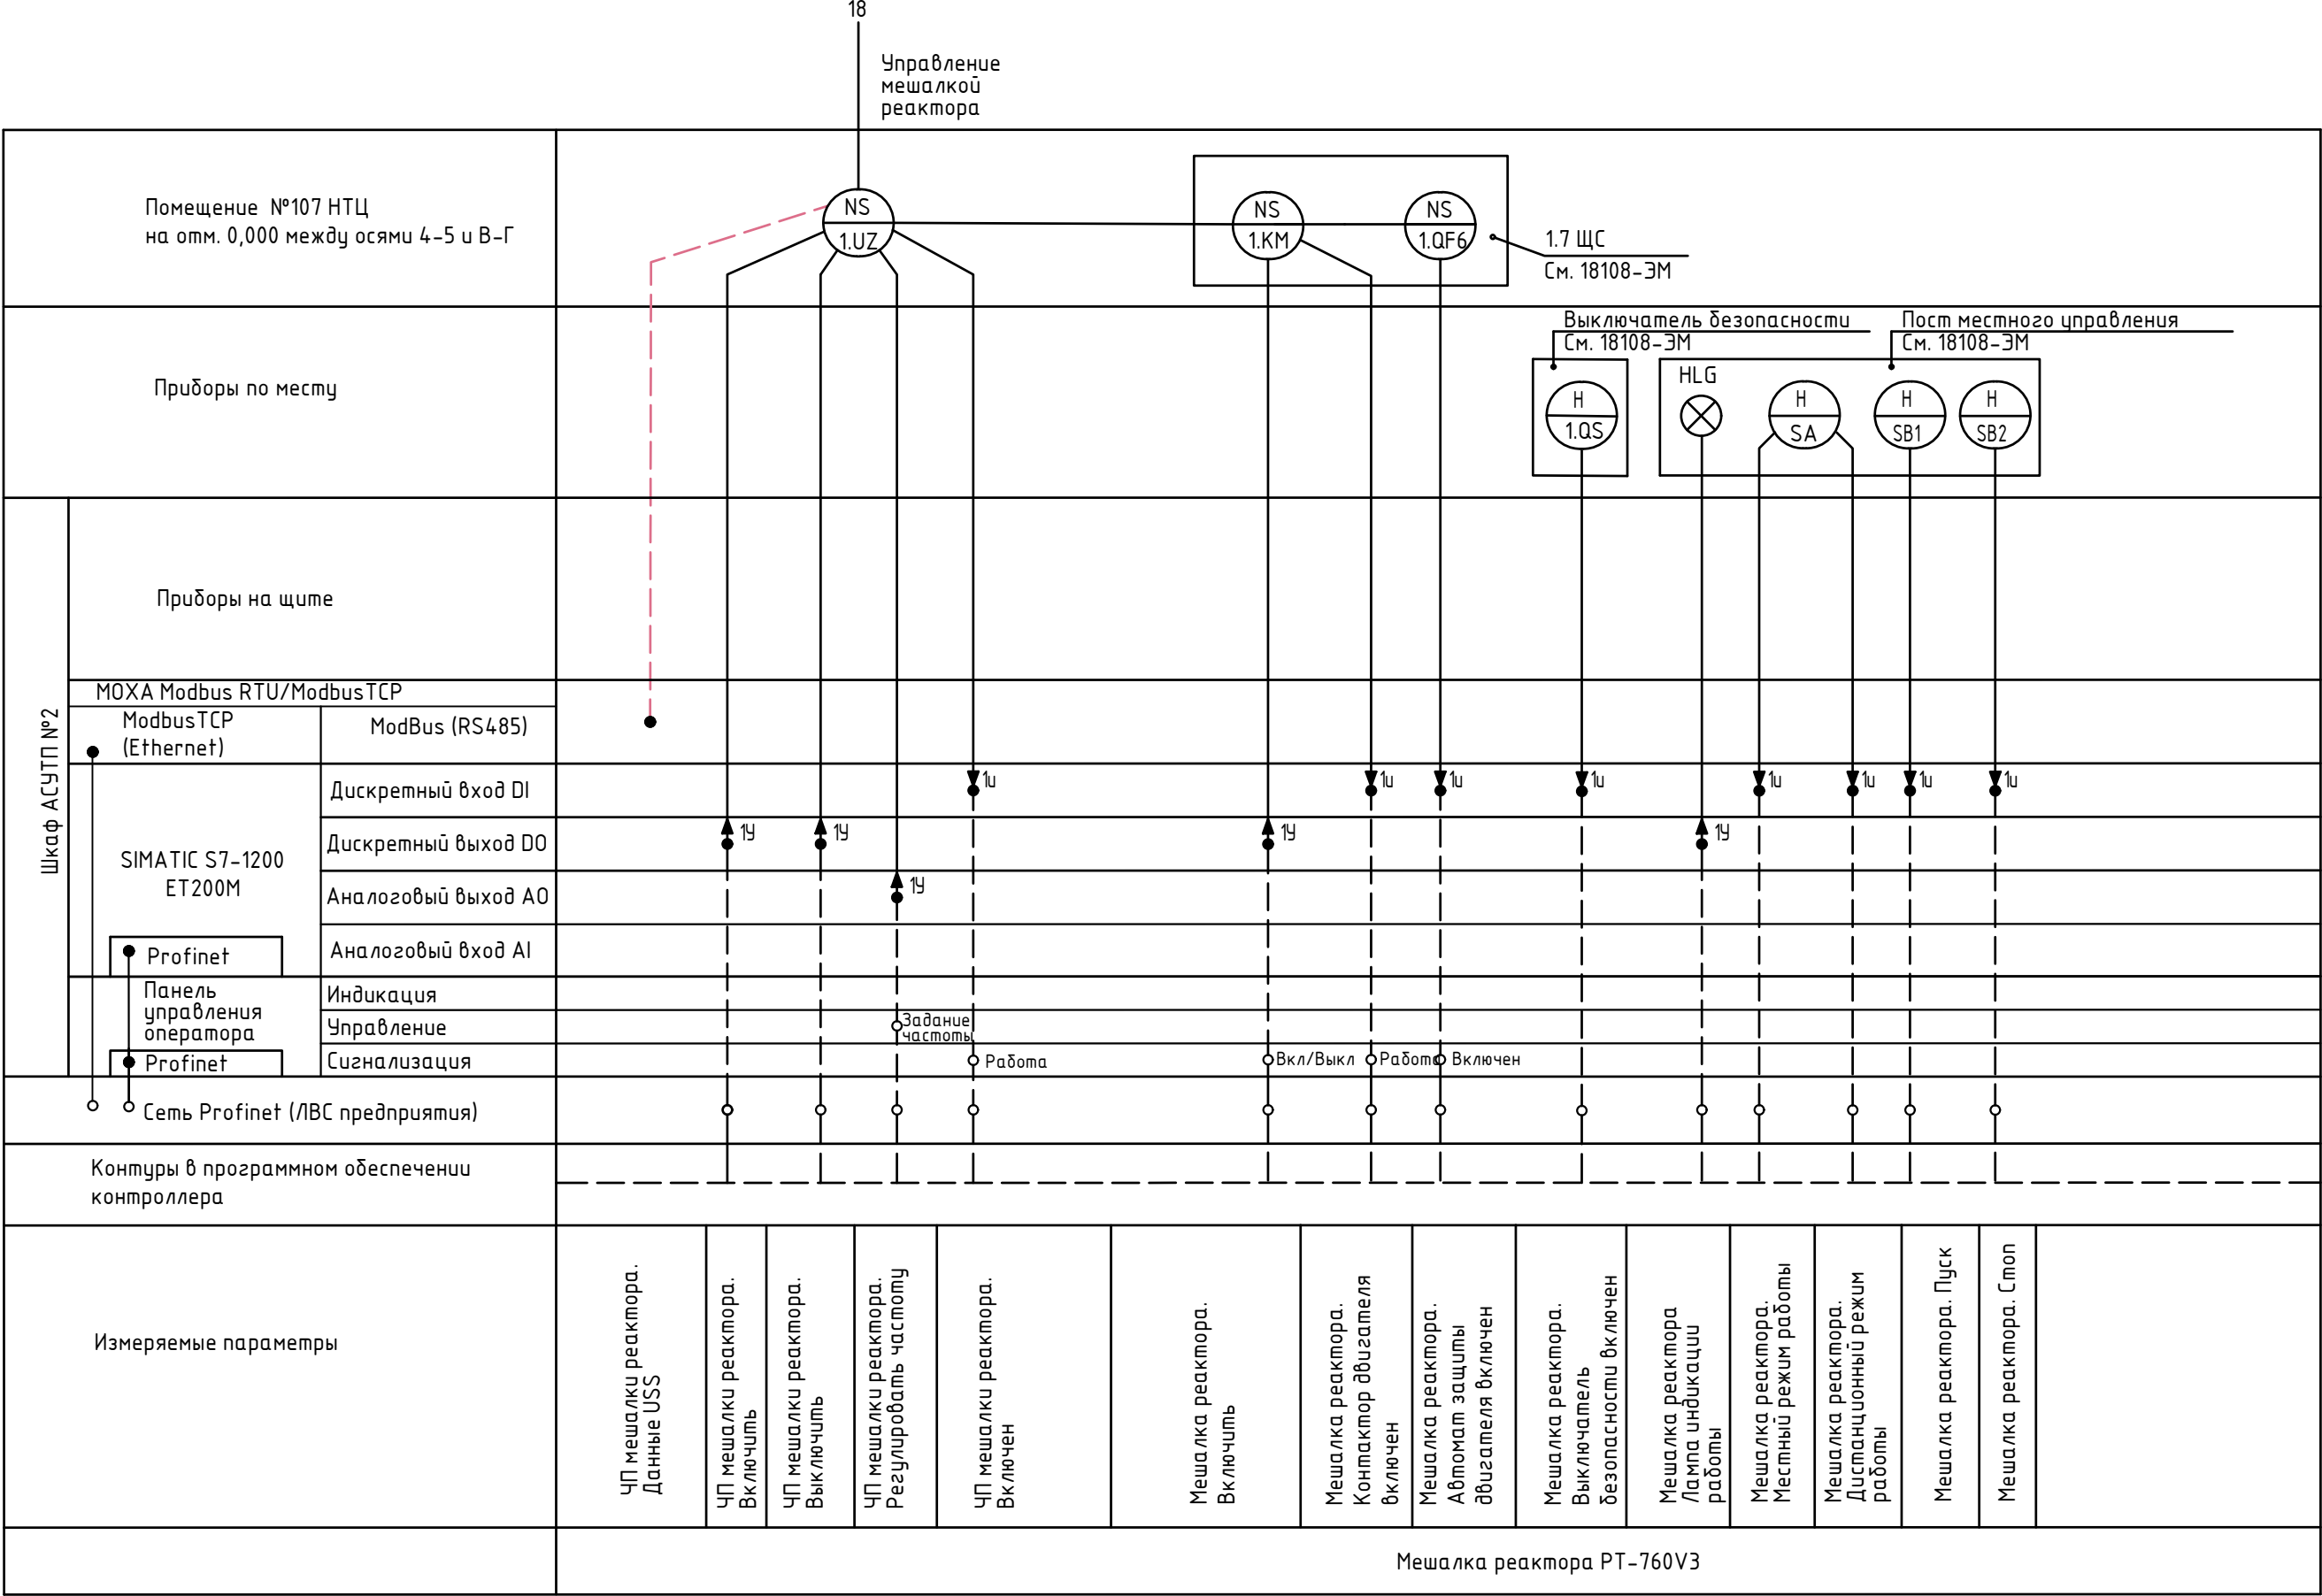 18
Управление
мешалкой
реактора
Помещение №107 НТЦ
на отм. 0,000 между осями 4-5 и В-Г
NS
1.UZ
NS
1.KM
NS
1.QF6
1.7 ЩС
См. 18108-ЭМ
Приборы по месту
Выключатель безопасности
См. 18108-ЭМ
Пост местного управления
См. 18108-ЭМ
H
1.QS
HLG
H
SA
H
SB1
H
SB2
Шкаф АСУТП №2
Приборы на щите
MOXA Modbus RTU/ModbusTCP
ModbusTCP
(Ethernet)
ModBus (RS485)
SIMATIC S7-1200
ET200M
Дискретный вход DI
1u
1u
1u
1u
1u
1u
1u
1u
Дискретный выход DO
1У
1У
1У
1У
Аналоговый выход AO
1У
Аналоговый вход AI
Profinet
Панель
управления
оператора
Индикация
Управление
Задание
частоты
Profinet
Сигнализация
Работа
Вкл/Выкл
Работа
Включен
Сеть Profinet (ЛВС предприятия)
Контуры в программном обеспечении
контроллера
Измеряемые параметры
ЧП мешалки реактора.
Данные USS
ЧП мешалки реактора.
Включить
ЧП мешалки реактора.
Выключить
ЧП мешалки реактора.
Регулировать частоту
ЧП мешалки реактора.
Включен
Мешалка реактора.
Включить
Мешалка реактора.
Контактор двигателя
включен
Мешалка реактора.
Автомат защиты
двигателя включен
Мешалка реактора.
Выключатель
безопасности включен
Мешалка реактора
Лампа индикации
работы
Мешалка реактора.
Местный режим работы
Мешалка реактора.
Дистанционный режим
работы
Мешалка реактора. Пуск
Мешалка реактора. Стоп
Мешалка реактора РТ-760V3